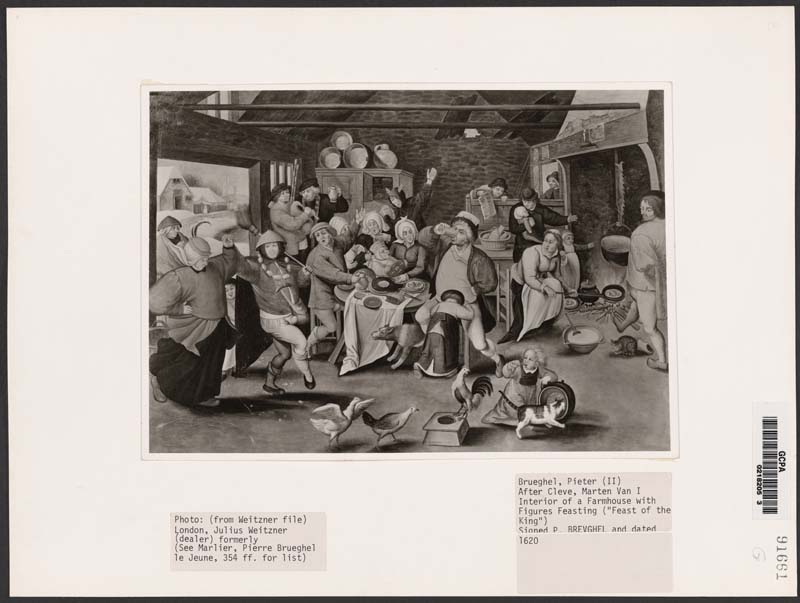 Brueghel, Pieter (II)
After Cleve, Marten Van I
Interior of a Farmhouse with
Figures Feasting ("Feast of the
King")
Signed P. BREVGHEL and dated
1620
Photo: (from Weitzner file)
London, Julius Weitzner
(dealer) formerly
(See Marlier, Pierre Brueghel
le Jeune, 354 ff. for list)
GCPA
0218205 3
91661